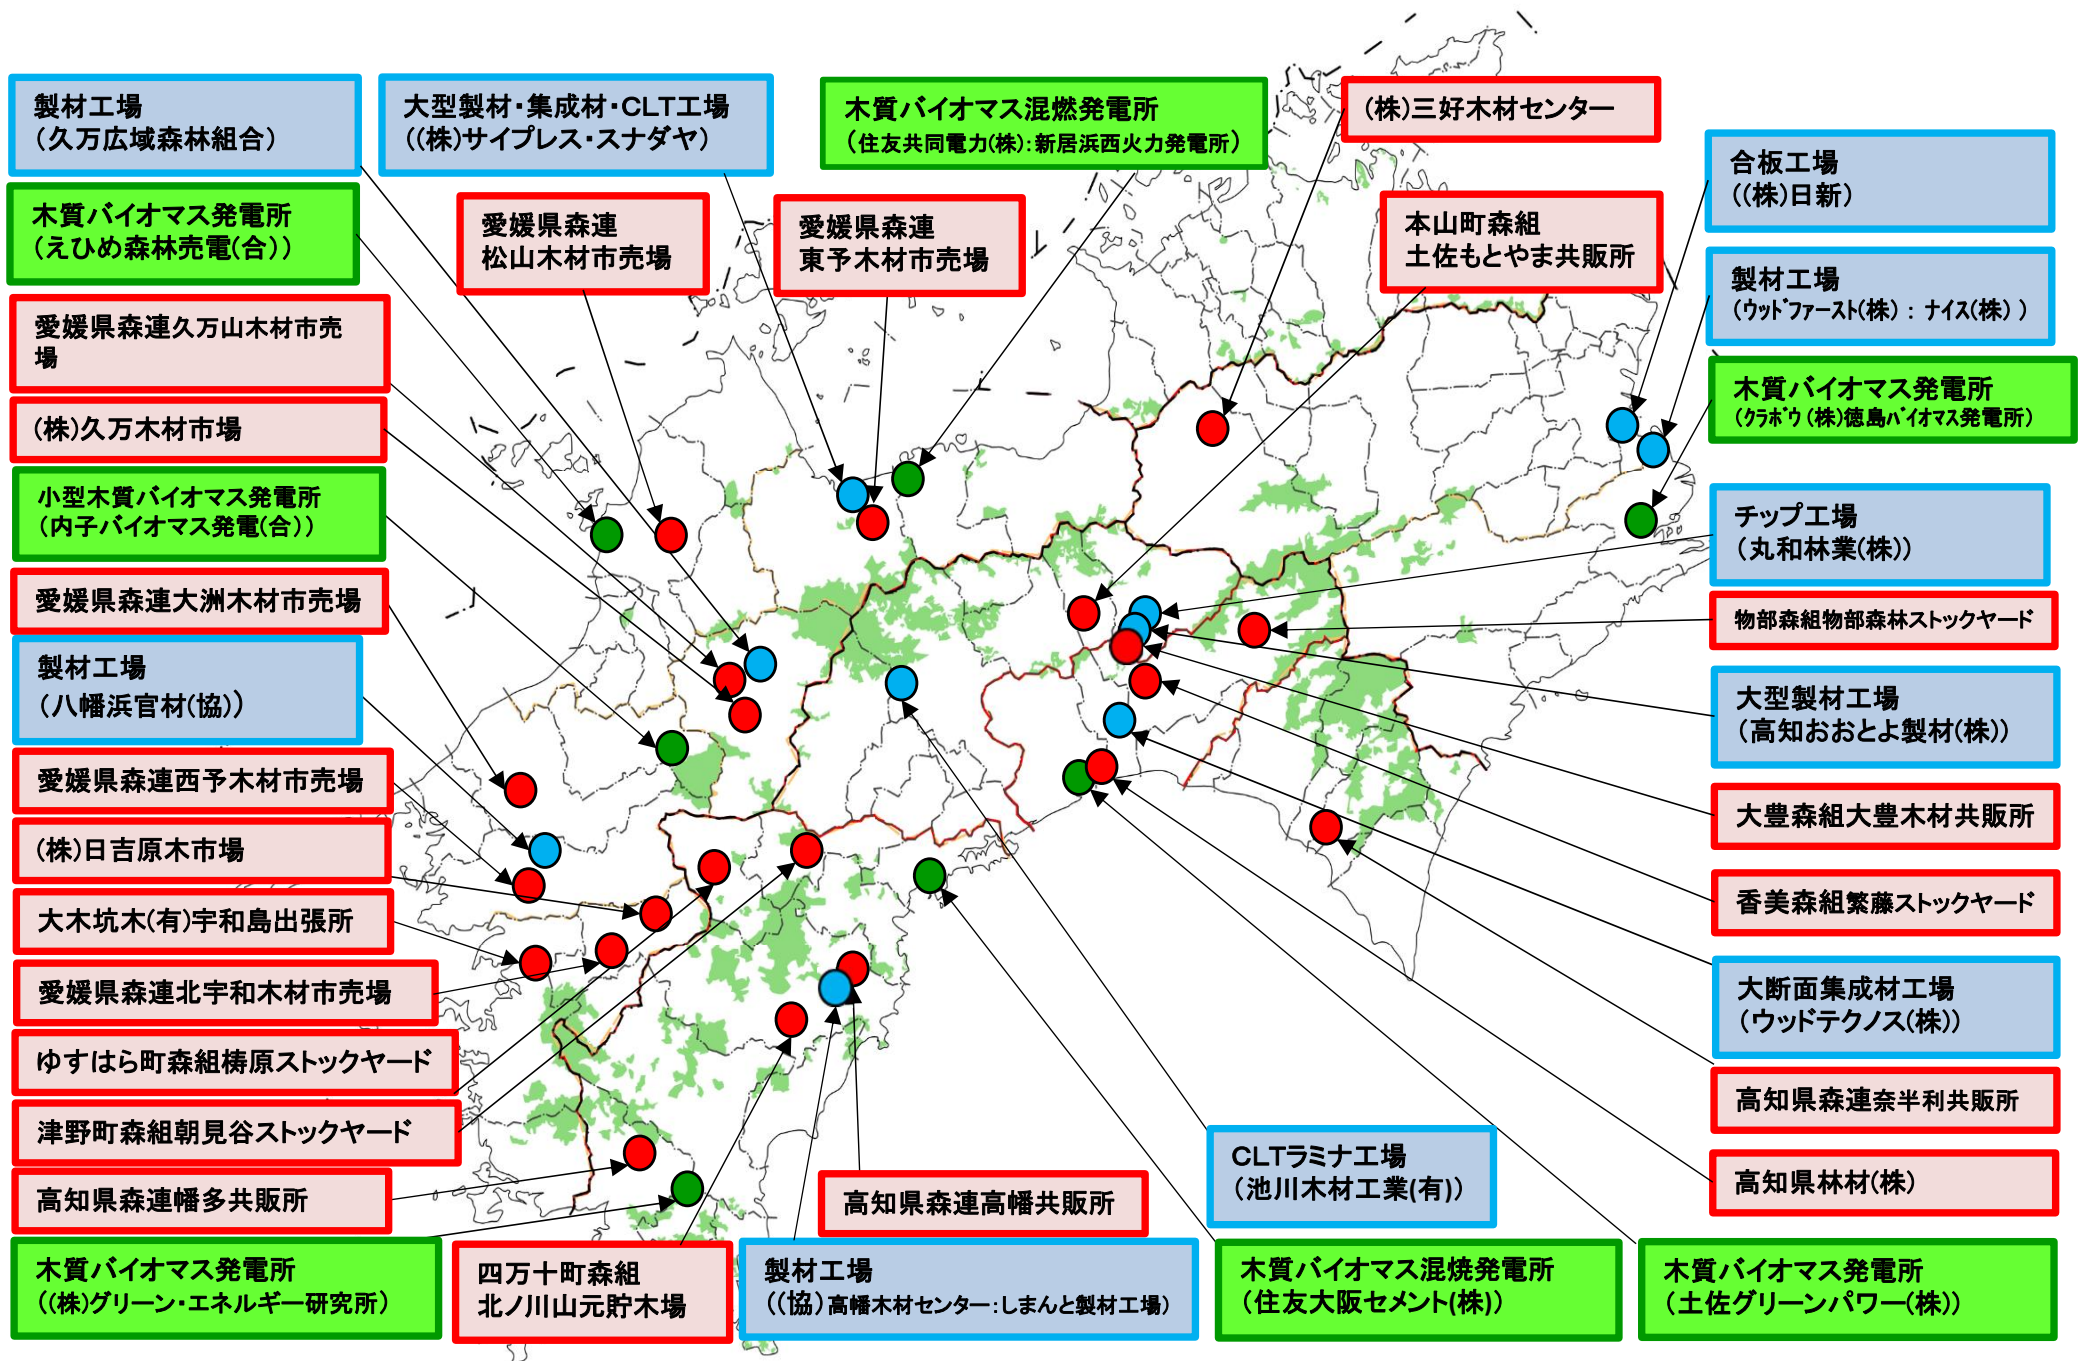 製材工場
（久万広域森林組合）
大型製材・集成材・CLT工場
（(株)サイプレス・スナダヤ）
木質バイオマス混燃発電所
（住友共同電力(株)：新居浜西火力発電所）
(株)三好木材センター
合板工場
（(株)日新）
木質バイオマス発電所
（えひめ森林売電(合)）
愛媛県森連
松山木材市売場
愛媛県森連
東予木材市売場
本山町森組
土佐もとやま共販所
製材工場
（ｳｯﾄﾞファースト(株)：ナイス(株)）
愛媛県森連久万山木材市売
場
木質バイオマス発電所
（ｸﾗﾎﾞｳ(株)徳島ﾊﾞｲｵﾏｽ発電所）
(株)久万木材市場
小型木質バイオマス発電所
（内子バイオマス発電(合)）
チップ工場
（丸和林業(株)）
愛媛県森連大洲木材市売場
物部森組物部森林ストックヤード
製材工場
（八幡浜官材(協)）
大型製材工場
（高知おおとよ製材(株)）
愛媛県森連西予木材市売場
大豊森組大豊木材共販所
(株)日吉原木市場
香美森組繁藤ストックヤード
大木坑木(有)宇和島出張所
愛媛県森連北宇和木材市売場
大断面集成材工場
（ウッドテクノス(株)）
ゆすはら町森組梼原ストックヤード
高知県森連奈半利共販所
津野町森組朝見谷ストックヤード
CLTラミナ工場
（池川木材工業(有)）
高知県林材(株)
高知県森連幡多共販所
高知県森連高幡共販所
木質バイオマス発電所
（(株)グリーン・エネルギー研究所）
四万十町森組
北ノ川山元貯木場
製材工場
（(協)高幡木材センター：しまんと製材工場）
木質バイオマス混焼発電所
（住友大阪セメント(株)）
木質バイオマス発電所
（土佐グリーンパワー(株)）